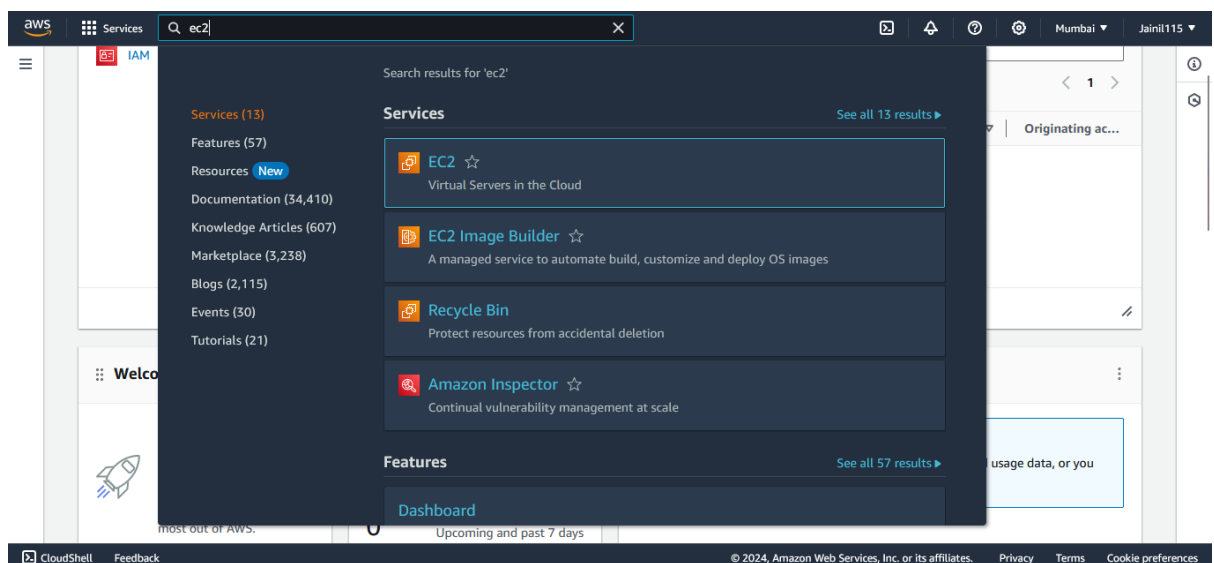 aws
Services
ec2
Mumbai ▼
Jainil115 ▼
IAM
Search results for 'ec2'
< 1 >
Services (13)
Features (57)
Resources New
Documentation (34,410)
Knowledge Articles (607)
Marketplace (3,238)
Blogs (2,115)
Events (30)
Tutorials (21)
Services
See all 13 results ▶
Originating ac...
EC2
Virtual Servers in the Cloud
EC2 Image Builder
A managed service to automate build, customize and deploy OS images
Recycle Bin
Protect resources from accidental deletion
Amazon Inspector
Continual vulnerability management at scale
Features
See all 57 results ▶
Dashboard
Welco
usage data, or you
most out of AWS.
0
Upcoming and past 7 days
CloudShell
Feedback
© 2024, Amazon Web Services, Inc. or its affiliates.
Privacy
Terms
Cookie preferences